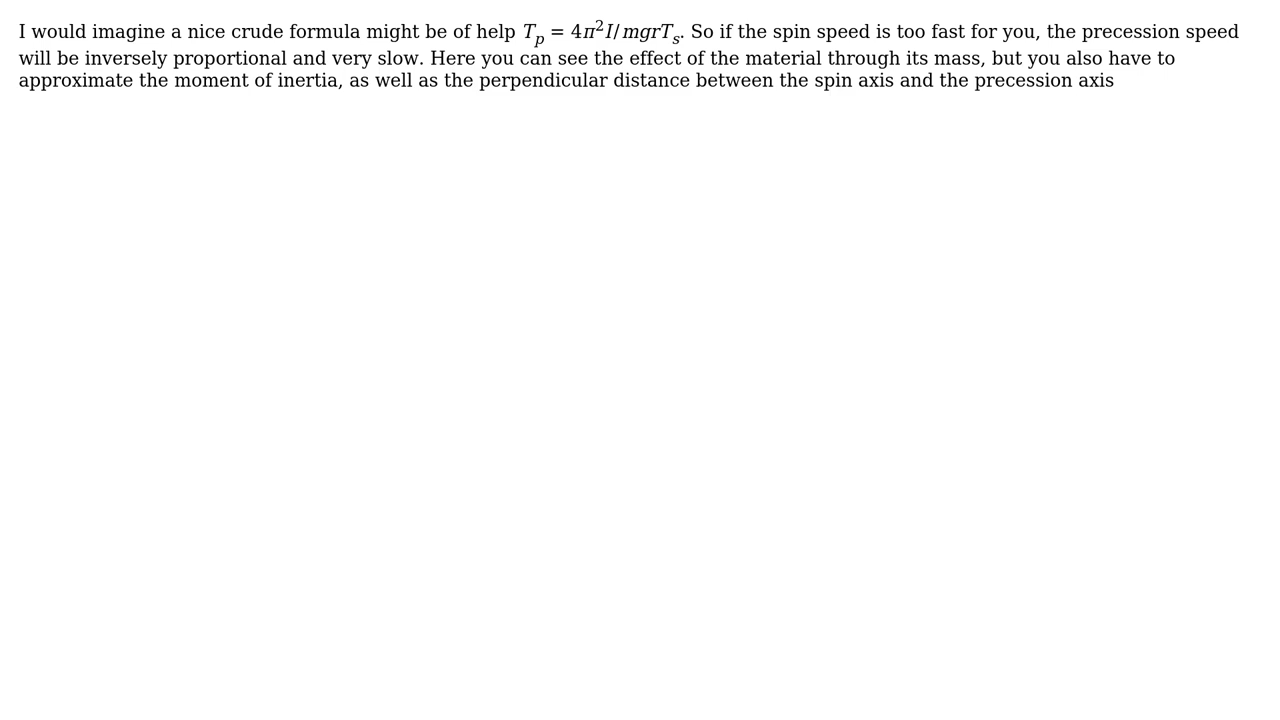 I would imagine a nice crude formula might be of help $T_p = 4\pi^2 I/mgrT_s$. So if the spin speed is too fast for you, the precession speed
will be inversely proportional and very slow. Here you can see the effect of the material through its mass, but you also have to
approximate the moment of inertia, as well as the perpendicular distance between the spin axis and the precession axis